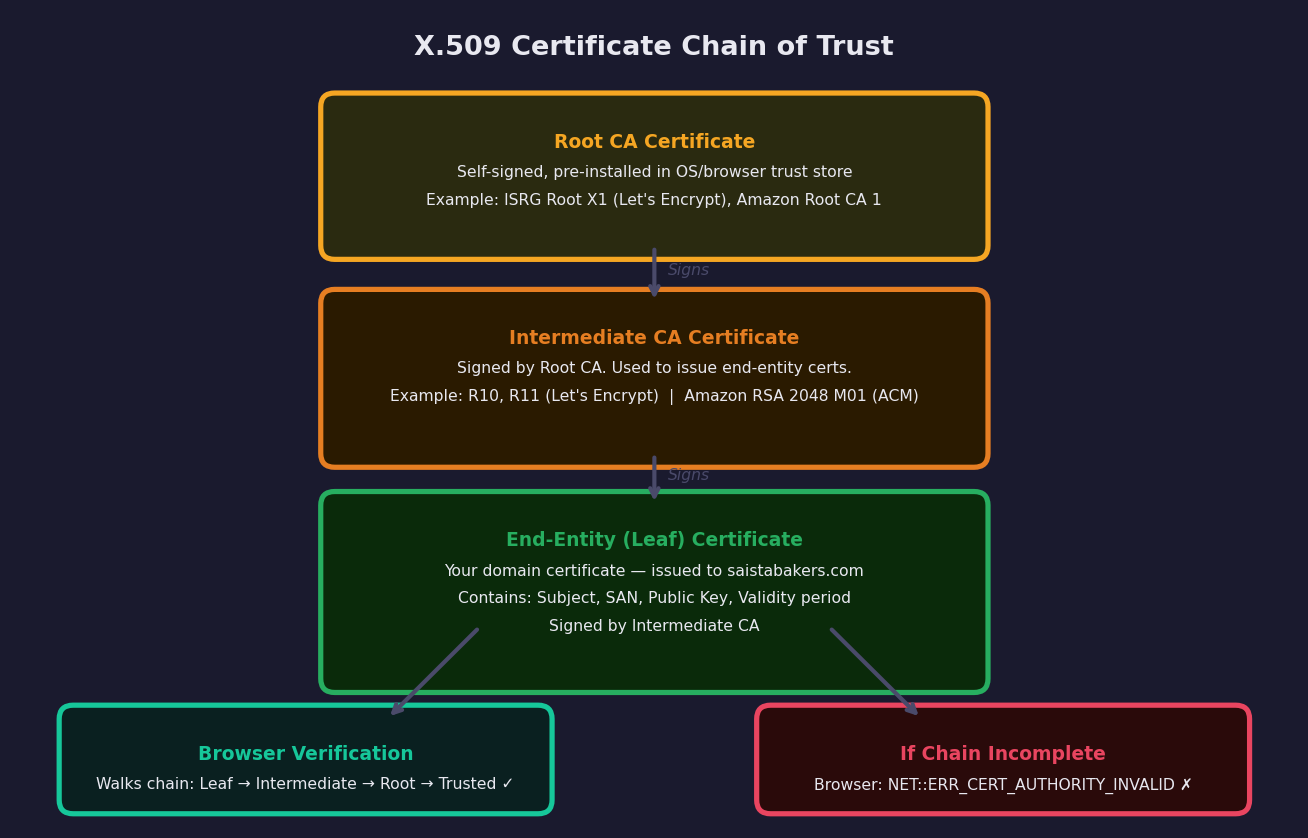 X.509 Certificate Chain of Trust
Root CA Certificate
Self-signed, pre-installed in OS/browser trust store
Example: ISRG Root X1 (Let's Encrypt), Amazon Root CA 1
Signs
Intermediate CA Certificate
Signed by Root CA. Used to issue end-entity certs.
Example: R10, R11 (Let's Encrypt)  |  Amazon RSA 2048 M01 (ACM)
Signs
End-Entity (Leaf) Certificate
Your domain certificate — issued to saistabakers.com
Contains: Subject, SAN, Public Key, Validity period
Signed by Intermediate CA
Browser Verification
Walks chain: Leaf → Intermediate → Root → Trusted ✓
If Chain Incomplete
Browser: NET::ERR_CERT_AUTHORITY_INVALID ✗